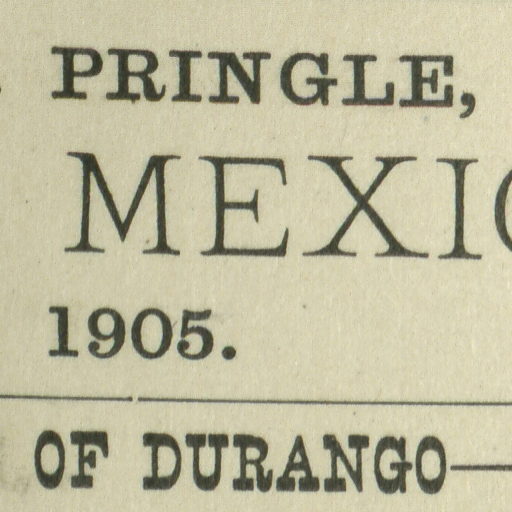 PRINGLE,
MEXIC
1905.
OF DURANGO—